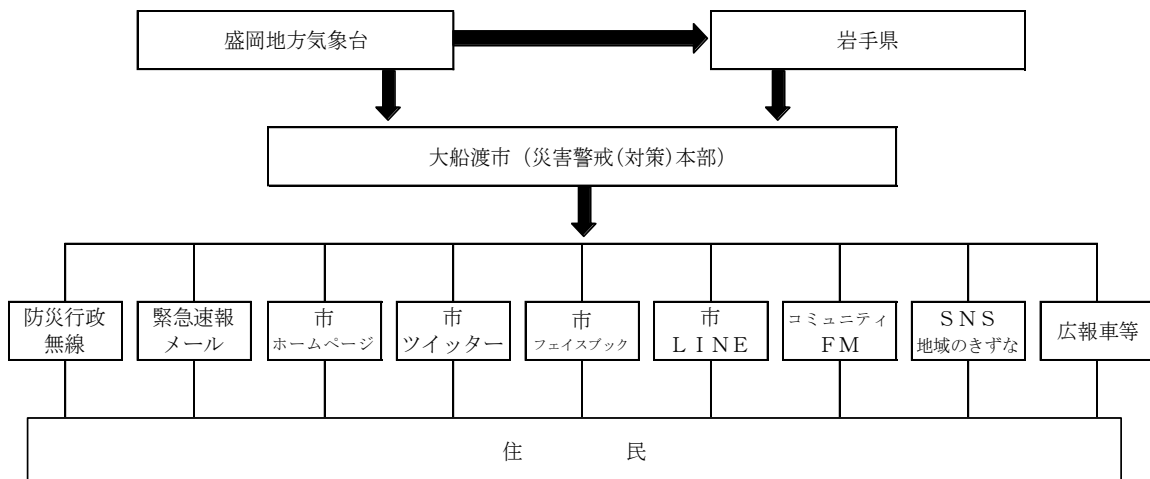 盛岡地方気象台
岩手県
大船渡市（災害警戒(対策)本部）
防災行政
無線
緊急速報
メール
市
ホームページ
市
ツイッター
市
フェイスブック
市
ＬＩＮＥ
コミュニティ
ＦＭ
ＳＮＳ
地域のきずな
広報車等
住　　　　民